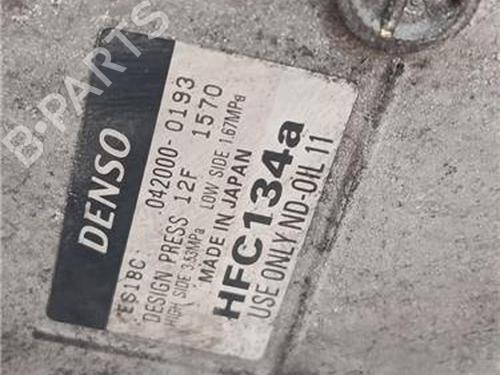 B-PARTS
DENSO
ES18C 042000-0193
DESIGN PRESS 12F 1570
HIGH SIDE 3.53MPa LOW SIDE 1.67MPa
MADE IN JAPAN
HFC134a
USE ONLY ND-OIL 11